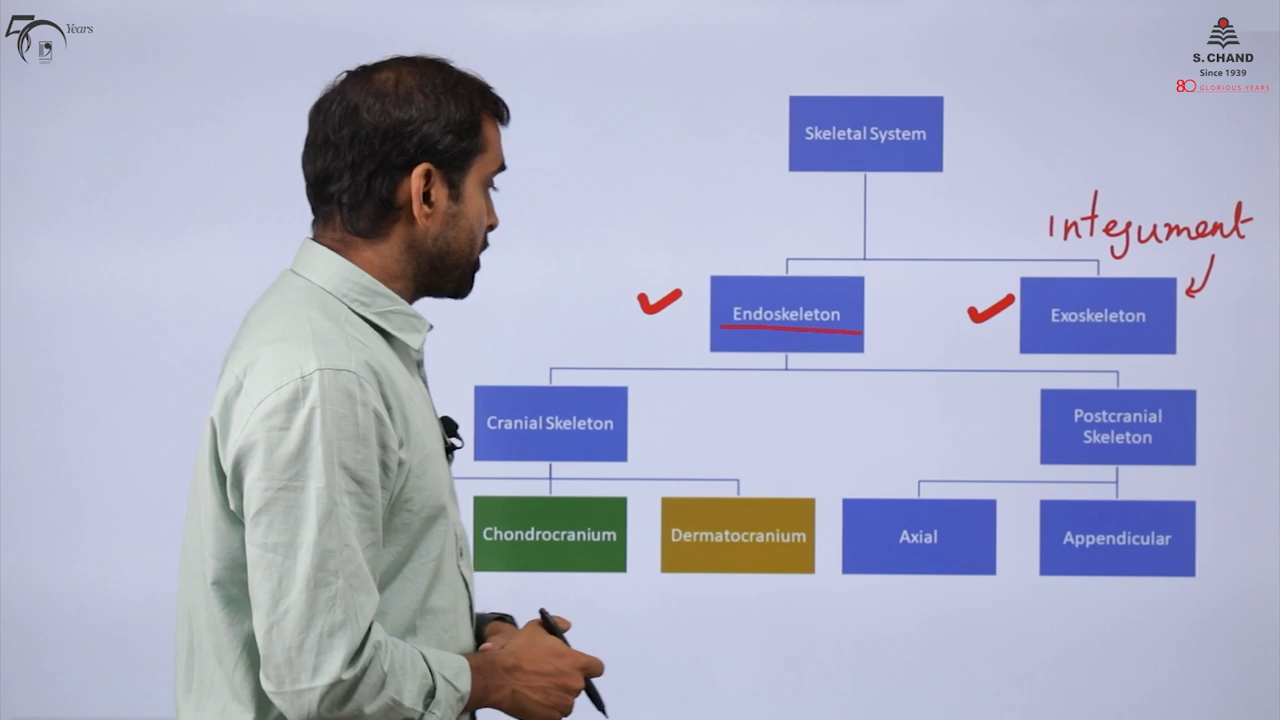 50 Years
S. CHAND
Since 1939
80 GLORIOUS YEARS
Skeletal System
Integument
Endoskeleton
Exoskeleton
Cranial Skeleton
Postcranial
Skeleton
Chondrocranium
Dermatocranium
Axial
Appendicular